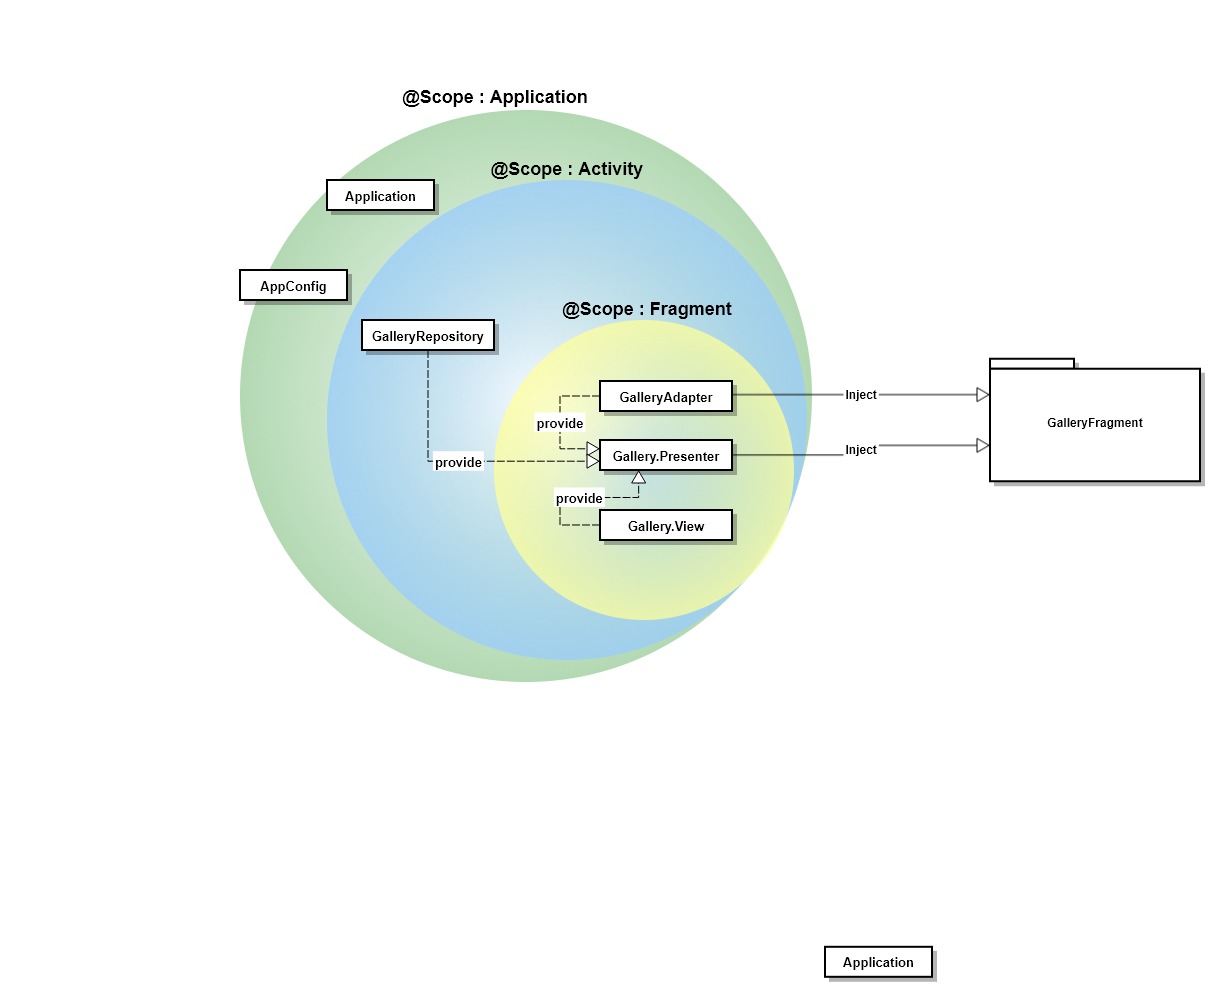 @Scope : Application
@Scope : Activity
Application
AppConfig
@Scope : Fragment
GalleryRepository
GalleryAdapter
Inject
provide
GalleryFragment
Inject
Gallery.Presenter
provide
provide
Gallery.View
Application